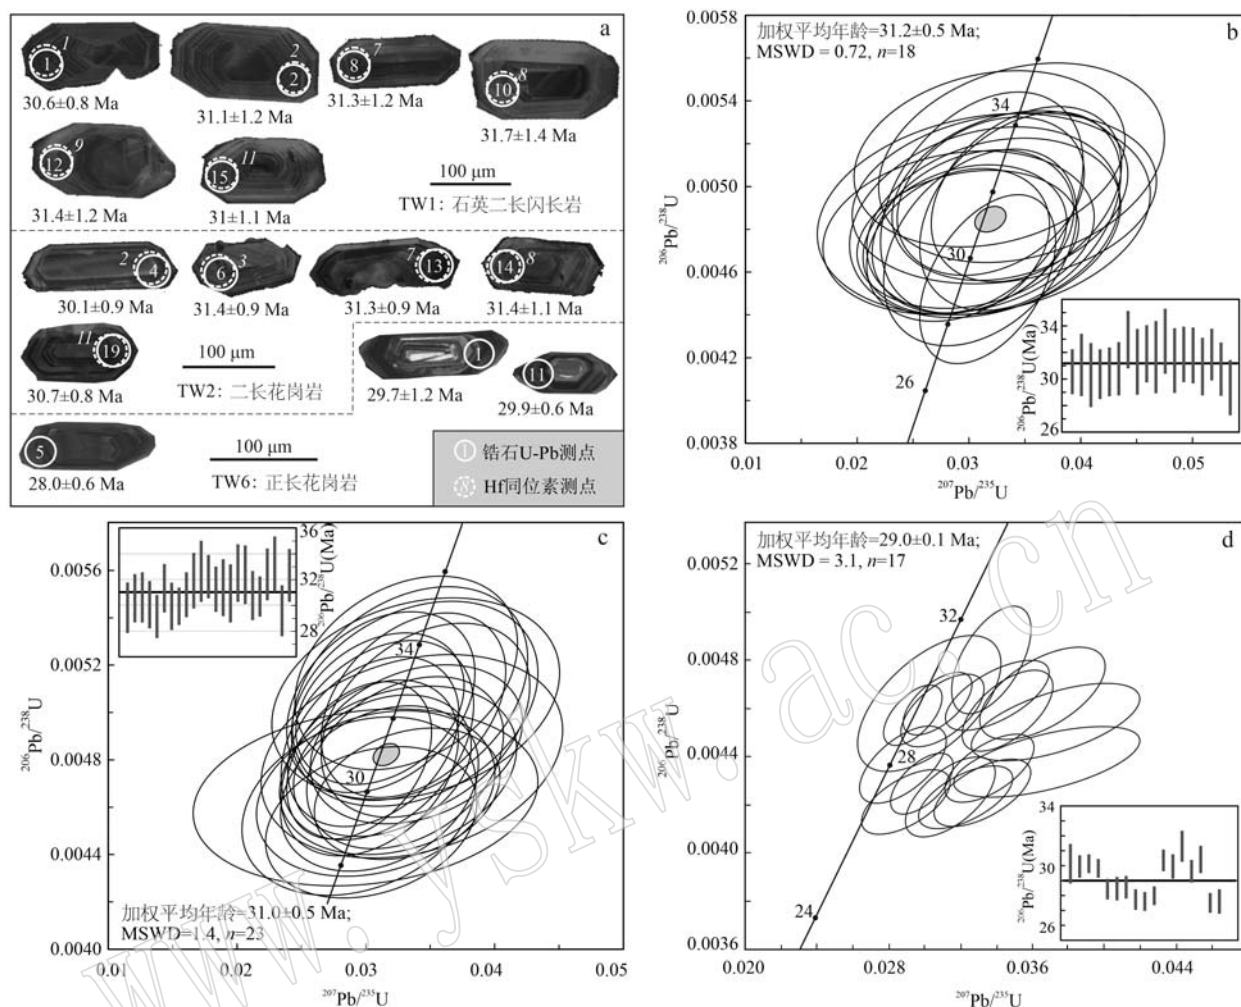 a
1
1
30.6±0.8 Ma
2
2
31.1±1.2 Ma
7
8
31.3±1.2 Ma
8
10
31.7±1.4 Ma
9
12
31.4±1.2 Ma
11
15
31±1.1 Ma
100 μm
TW1: 石英二长闪长岩
2
4
30.1±0.9 Ma
3
6
31.4±0.9 Ma
7
13
31.3±0.9 Ma
8
14
31.4±1.1 Ma
11
19
30.7±0.8 Ma
100 μm
TW2: 二长花岗岩
1
29.7±1.2 Ma
11
29.9±0.6 Ma
5
28.0±0.6 Ma
100 μm
TW6: 正长花岗岩
1 锆石U-Pb测点
8 Hf同位素测点
b
加权平均年龄=31.2±0.5 Ma;
MSWD = 0.72, n=18
0.0058
0.0054
0.0050
0.0046
0.0042
0.0038
²⁰⁶Pb/²³⁸U
34
30
26
34
30
26
²⁰⁶Pb/²³⁸U(Ma)
0.01 0.02 0.03 0.04 0.05
²⁰⁷Pb/²³⁵U
c
36
32
28
²⁰⁶Pb/²³⁸U(Ma)
0.0056
0.0052
0.0048
0.0044
0.0040
²⁰⁶Pb/²³⁸U
34
30
加权平均年龄=31.0±0.5 Ma;
MSWD=1.4, n=23
0.01 0.02 0.03 0.04 0.05
²⁰⁷Pb/²³⁵U
d
加权平均年龄=29.0±0.1 Ma;
MSWD = 3.1, n=17
0.0052
0.0048
0.0044
0.0040
0.0036
²⁰⁶Pb/²³⁸U
32
28
24
34
30
26
²⁰⁶Pb/²³⁸U(Ma)
0.020 0.028 0.036 0.044
²⁰⁷Pb/²³⁵U
www.yskw.ac.cn